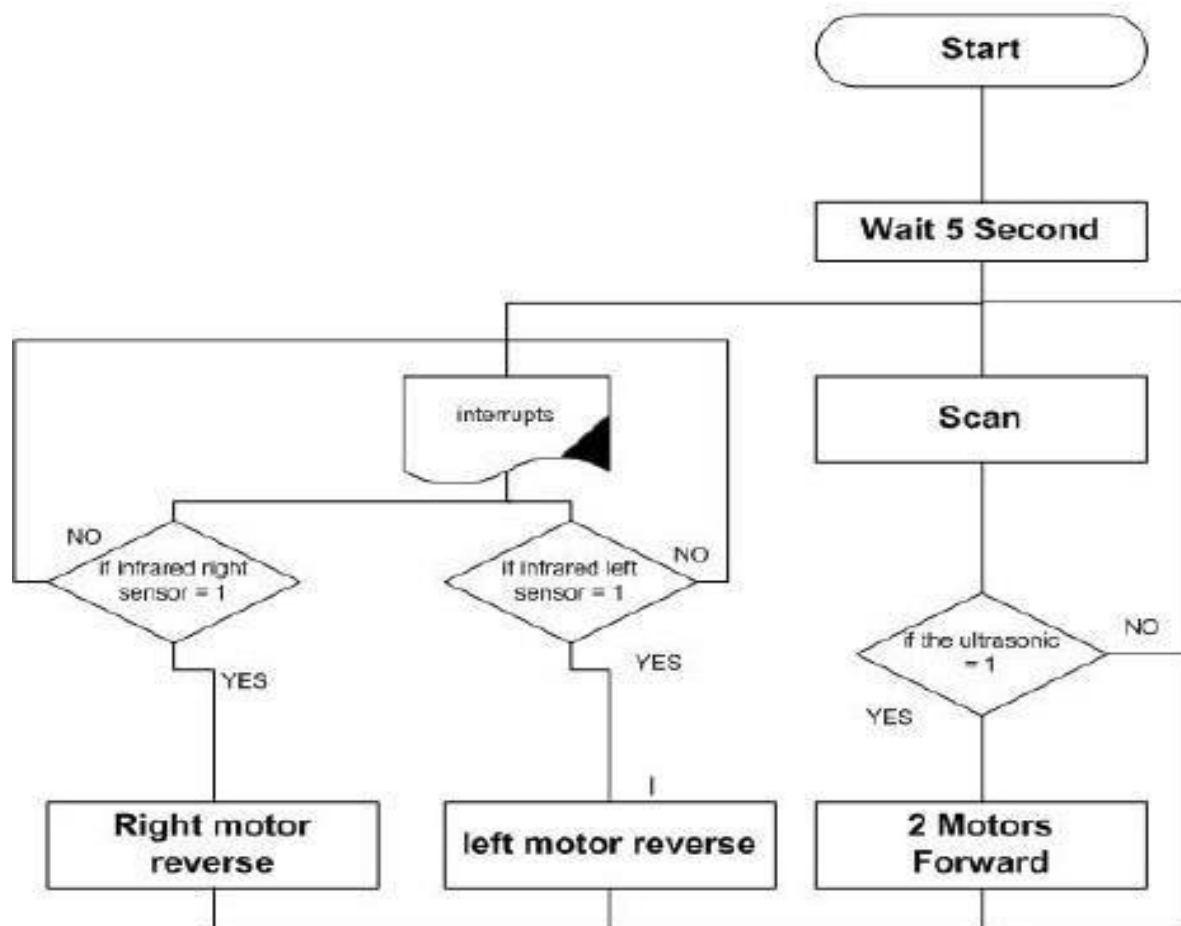 Start
Wait 5 Second
Scan
interrupts
NO
if infrared right
sensor = 1
YES
if infrared left
sensor = 1
NO
YES
if the ultrasonic
= 1
NO
YES
Right motor
reverse
left motor reverse
2 Motors
Forward